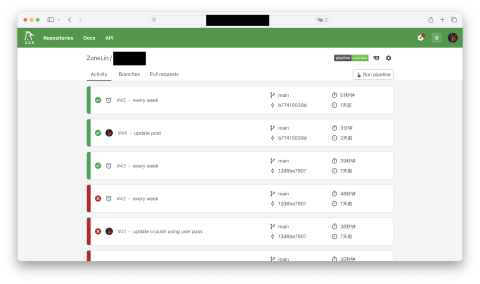 Repositories Docs API
0
ZoneLin /
pipeline success
Activity Branches Pull requests
Run pipeline
#45 - every week main 51秒钟
b77410039d 1天前
#44 - update post main 3分钟
b77410039d 2天前
#43 - every week main 39秒钟
12d8be7907 7天前
#42 - every week main 48秒钟
12d8be7907 7天前
#41 - update ci push using user pass main 36秒钟
12d8be7907 7天前
main 35秒钟